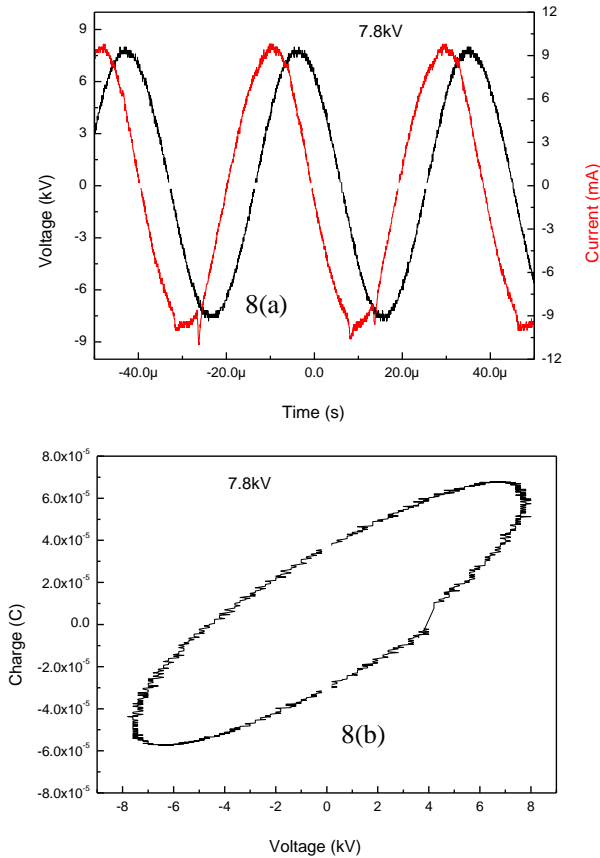 7.8kV
9
6
3
0
-3
-6
-9
Voltage (kV)
12
9
6
3
0
-3
-6
-9
-12
Current (mA)
8(a)
-40.0µ -20.0µ 0.0 20.0µ 40.0µ
Time (s)
7.8kV
8.0x10-5
6.0x10-5
4.0x10-5
2.0x10-5
0.0
-2.0x10-5
-4.0x10-5
-6.0x10-5
-8.0x10-5
Charge (C)
8(b)
-8 -6 -4 -2 0 2 4 6 8
Voltage (kV)